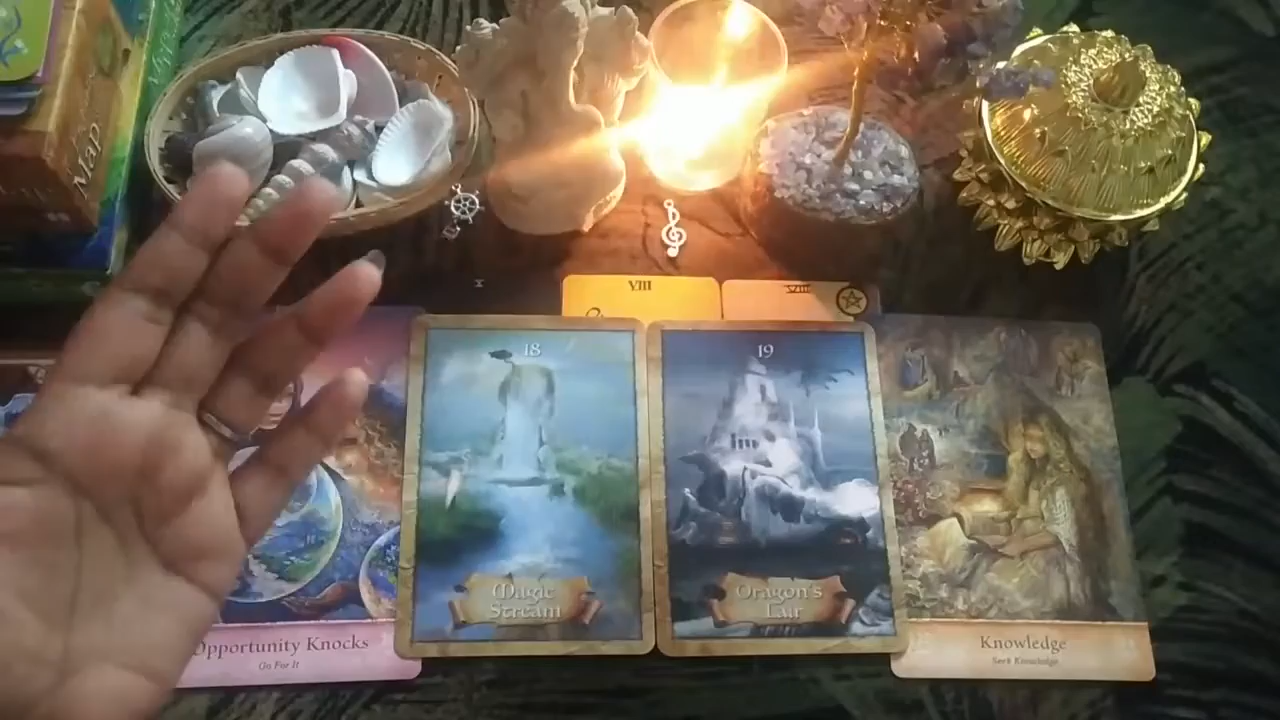 Map
VIII
VIII
18
19
Magic
Stream
Dragon's
Lair
Opportunity Knocks
Go For It
Knowledge
Seek Knowledge